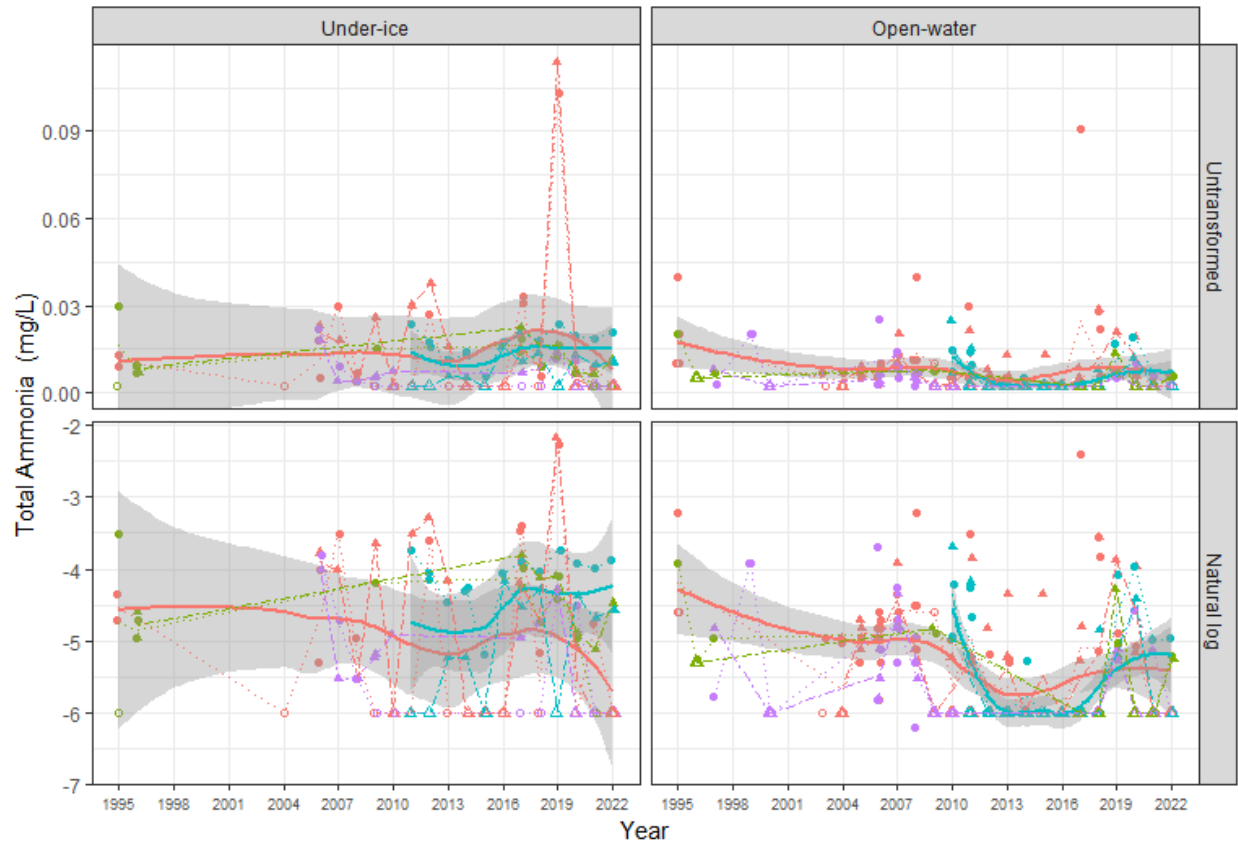 Under-ice Open-water
Total Ammonia (mg/L)
0.09
0.06
0.03
0.00
Untransformed
-2
-3
-4
-5
-6
-7
Natural log
1995 1998 2001 2004 2007 2010 2013 2016 2019 2022 1995 1998 2001 2004 2007 2010 2013 2016 2019 2022
Year